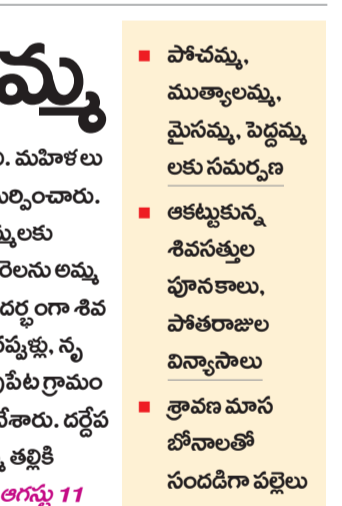 మ్మ
. మహిళలు
ర్పించారు.
లకు
రెలను అమ్మ
దర్భంగా శివ
ప్పళ్లు, నృ
పేట గ్రామం
శారు. దర్దేప
తల్లికి
ఆగస్టు 11
పోచమ్మ,
ముత్యాలమ్మ,
మైసమ్మ, పెద్దమ్మ
లకు సమర్పణ
ఆకట్టుకున్న
శివసత్తుల
పూనకాలు,
పోతరాజుల
విన్యాసాలు
శ్రావణ మాస
బోనాలతో
సందడిగా పల్లెలు